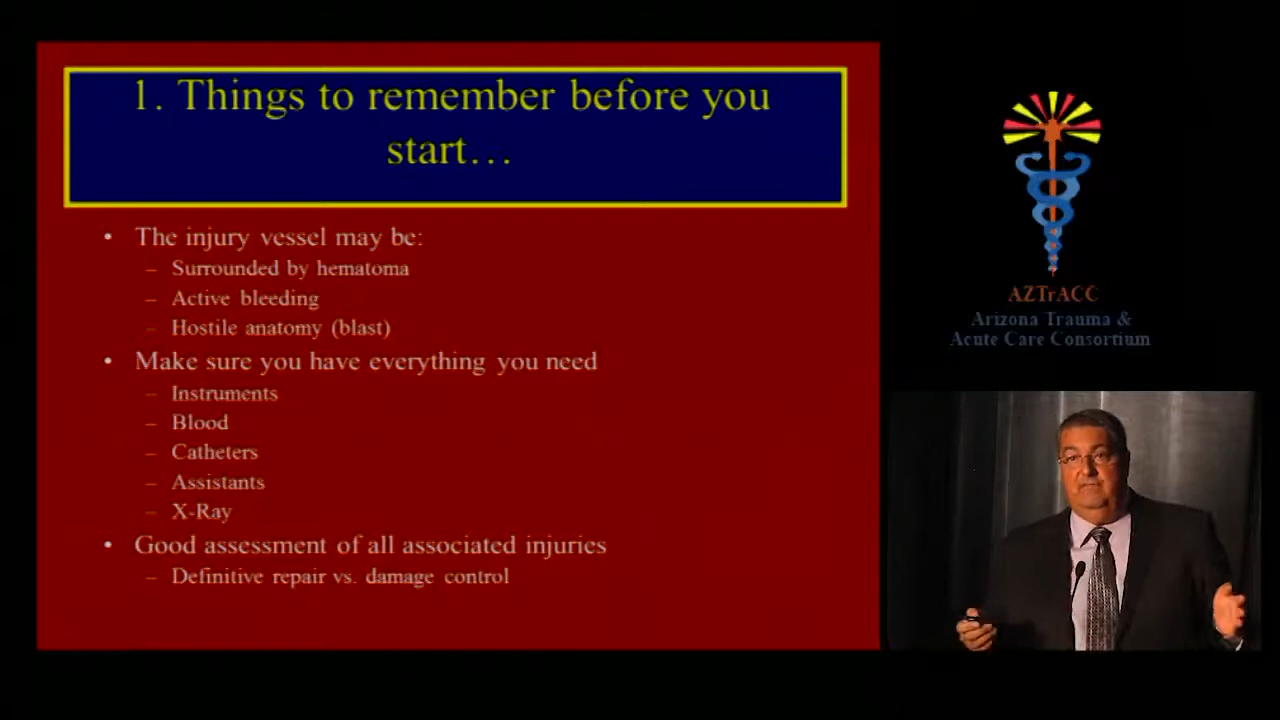 1. Things to remember before you
start…
• The injury vessel may be:
– Surrounded by hematoma
– Active bleeding
– Hostile anatomy (blast)
• Make sure you have everything you need
– Instruments
– Blood
– Catheters
– Assistants
– X-Ray
• Good assessment of all associated injuries
– Definitive repair vs. damage control
AZTrACC
Arizona Trauma &
Acute Care Consortium